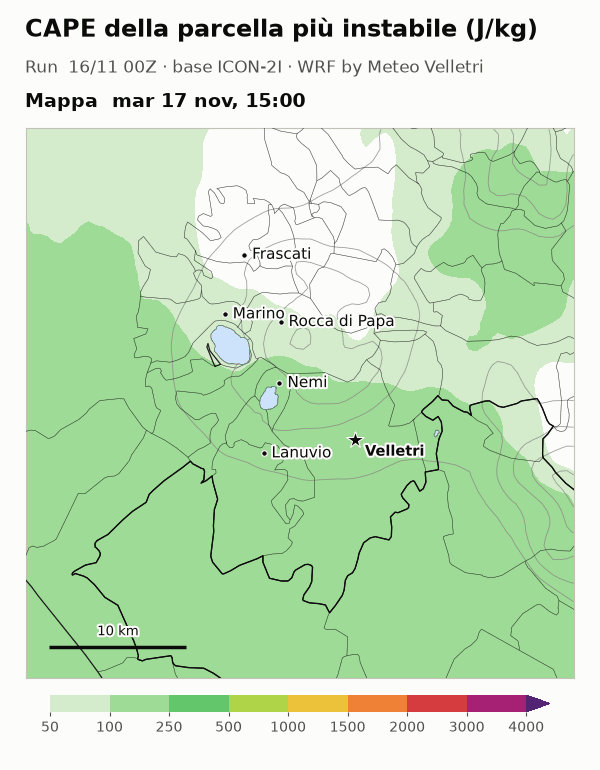 CAPE della parcella più instabile (J/kg)
Run  16/11 00Z · base ICON-2I · WRF by Meteo Velletri
Mappa  mar 17 nov, 15:00
Frascati
Marino
Rocca di Papa
Nemi
Velletri
Lanuvio
10 km
50 100 250 500 1000 1500 2000 3000 4000